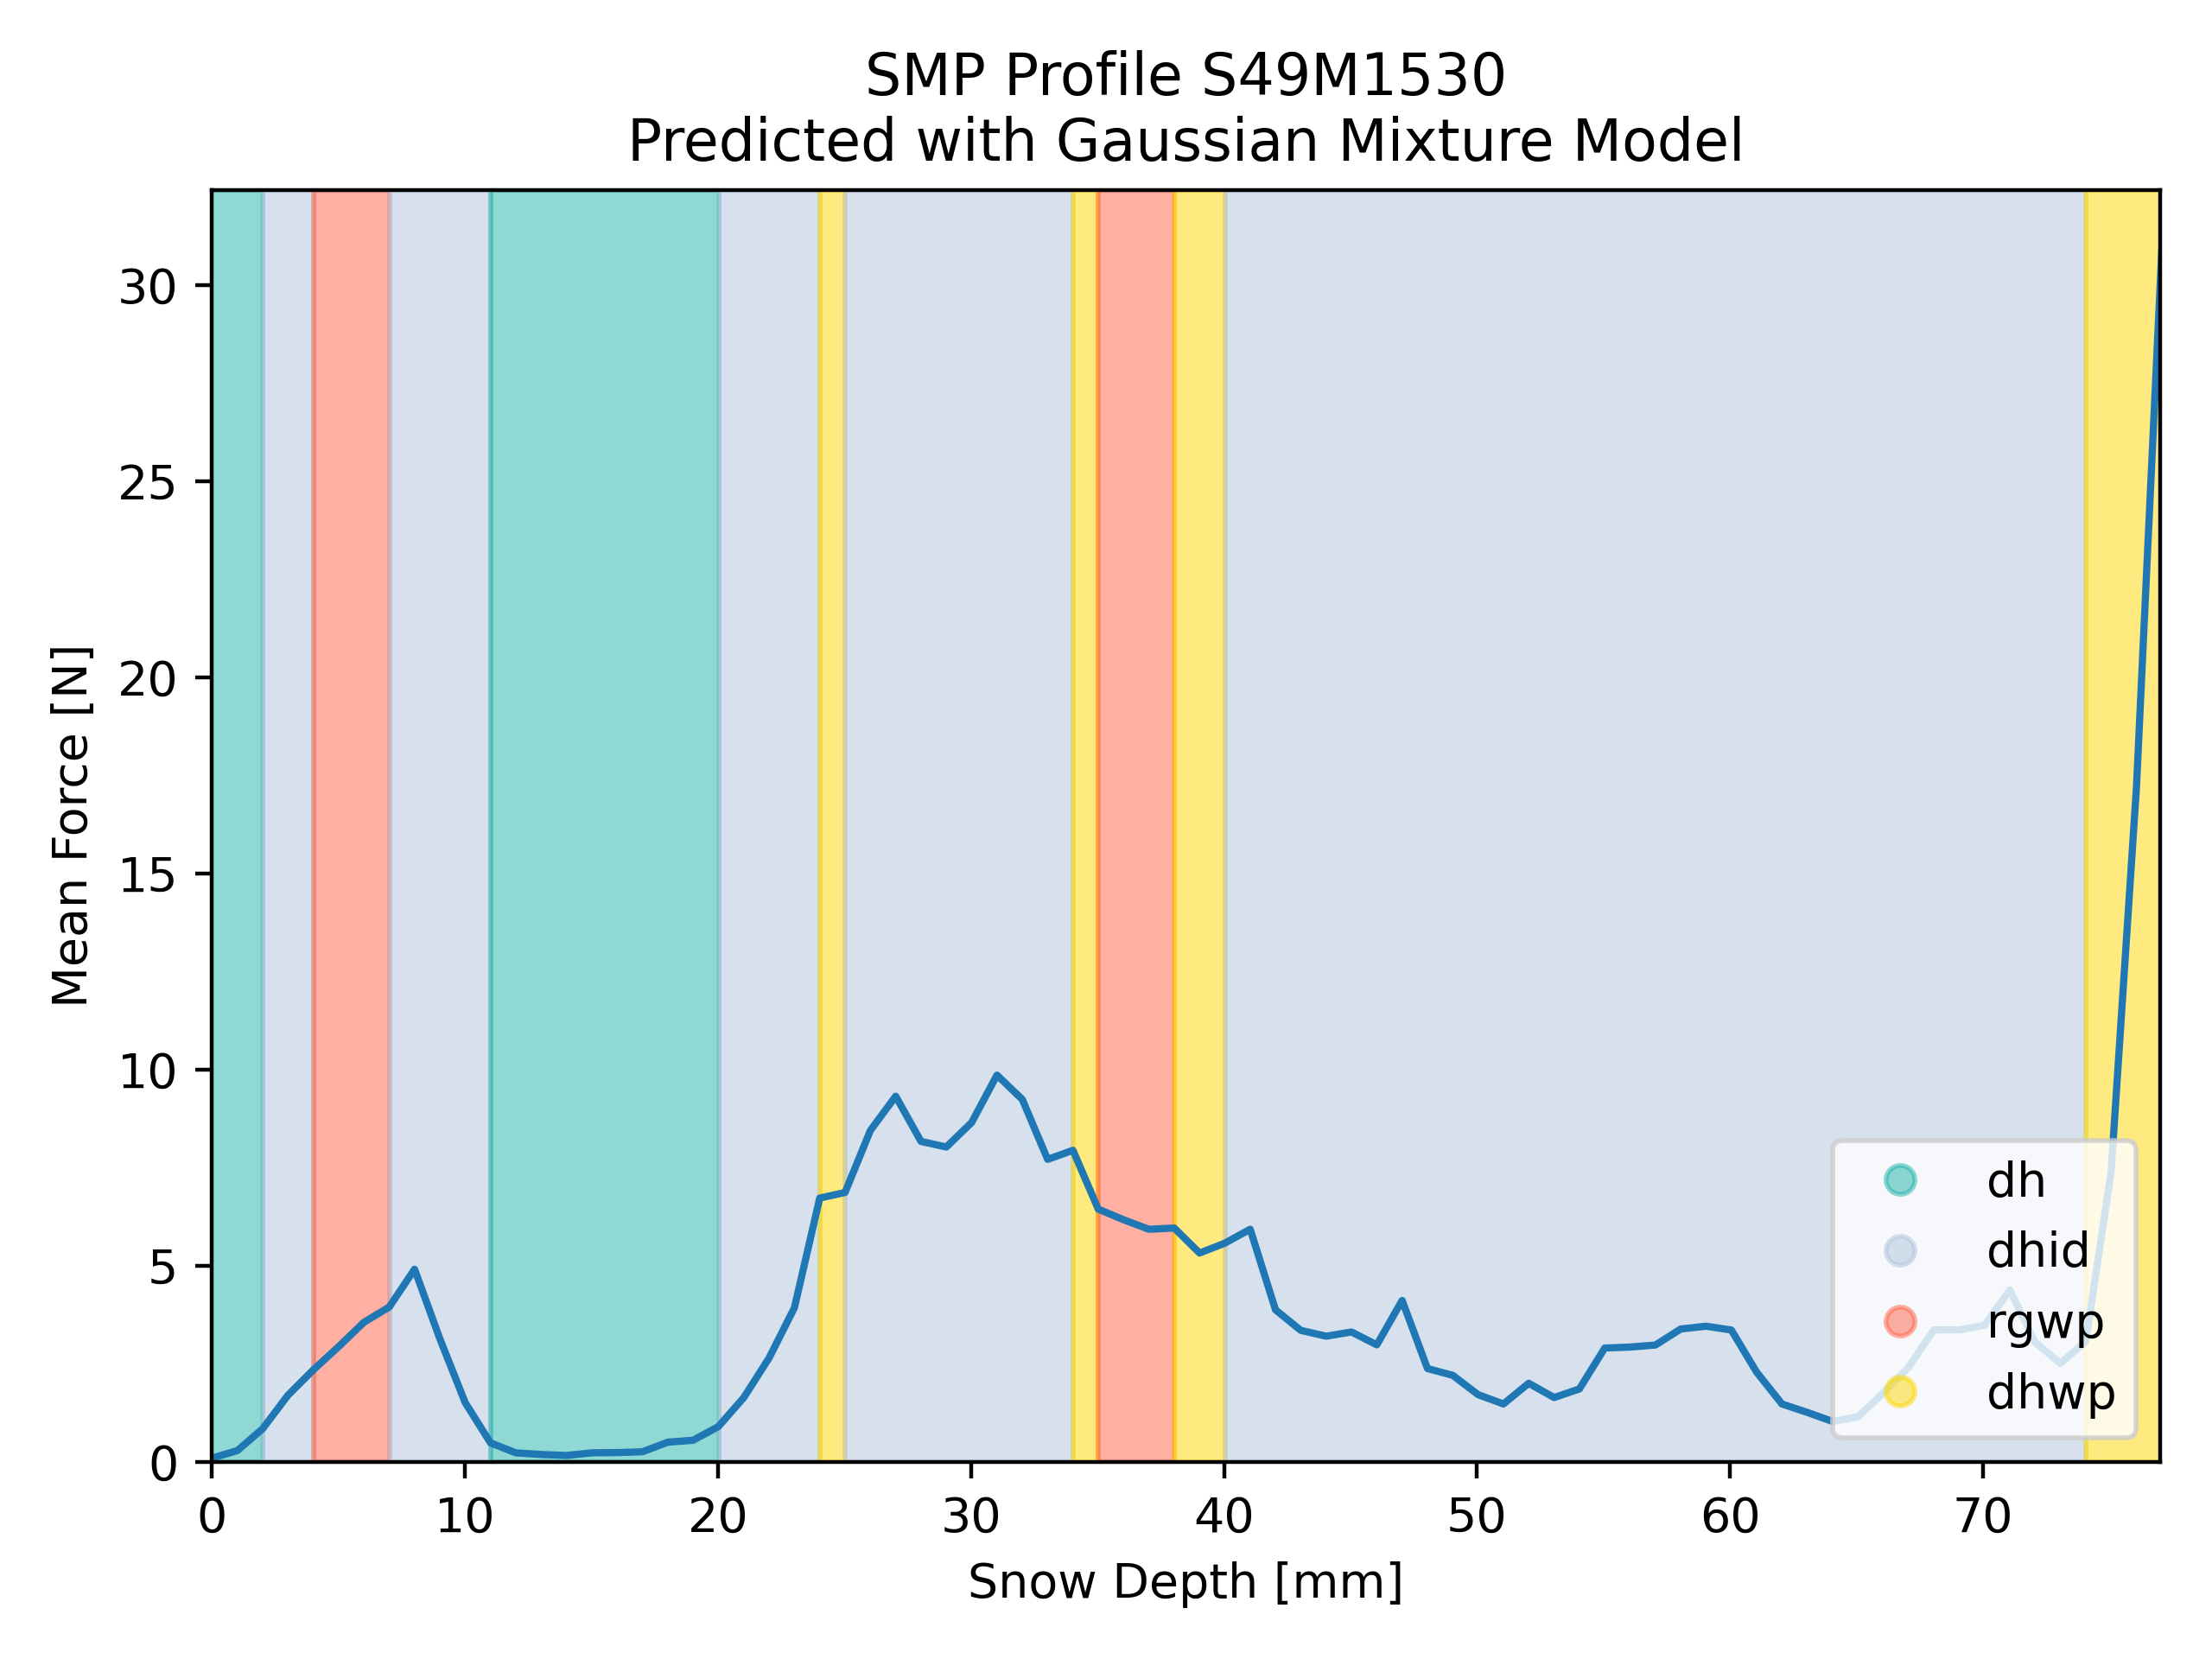 SMP Profile S49M1530
Predicted with Gaussian Mixture Model
Mean Force [N]
30
25
20
15
10
5
0
dh
dhid
rgwp
dhwp
0 10 20 30 40 50 60 70
Snow Depth [mm]